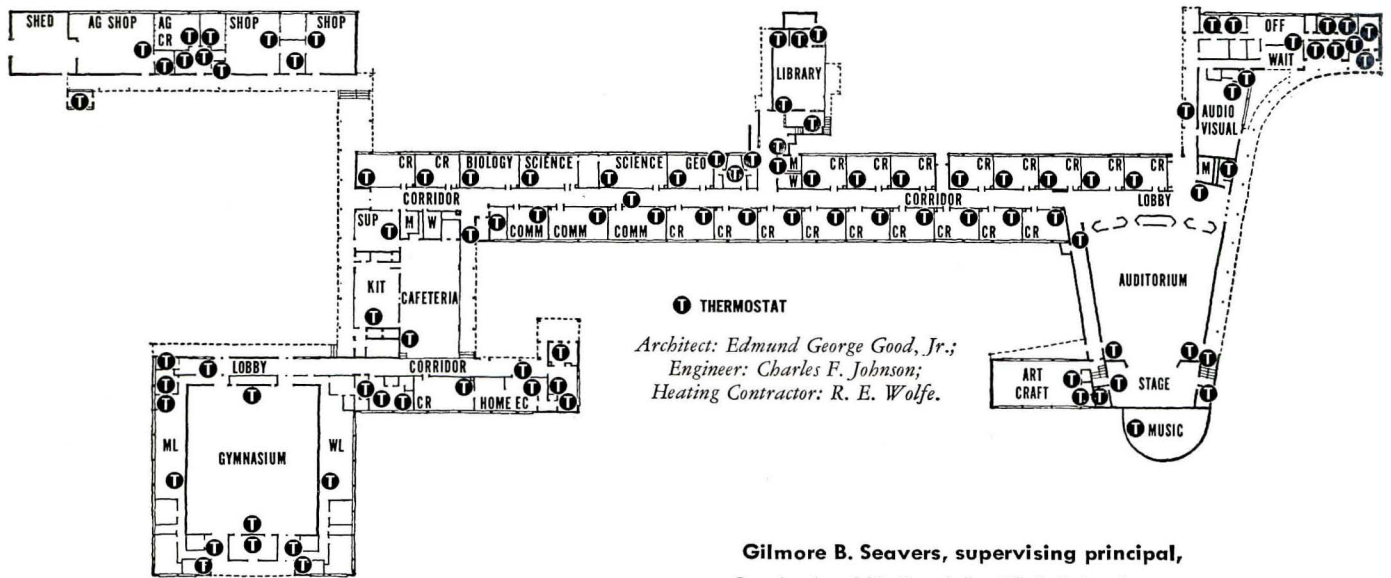 SHED AG SHOP AG CR SHOP SHOP
T T T T T T T T T T T
LIBRARY
T T T T T
OFF
WAIT
T T T T T T T T T T T
AUDIO VISUAL
T T T T
M
CR CR BIOLOGY SCIENCE SCIENCE GEO
T T T T T T T T T T T
M
W
CR CR CR CR CR CR CR CR
T T T T T T T T
CORRIDOR T CORRIDOR LOBBY T
SUP T M W T T
COMM COMM COMM CR CR CR CR CR CR CR CR CR
T T T T T T T T T T T T
T
AUDITORIUM
KIT T
CAFETERIA T
T THERMOSTAT
Architect: Edmund George Good, Jr.;
Engineer: Charles F. Johnson;
Heating Contractor: R. E. Wolfe.
LOBBY CORRIDOR T T
T T T T T
T T T CR T HOME EC T T T
T
GYMNASIUM
ML T
WL T
T T T T T T
ART CRAFT
T T T
T T T T T
STAGE
T MUSIC
Gilmore B. Seavers, supervising principal,